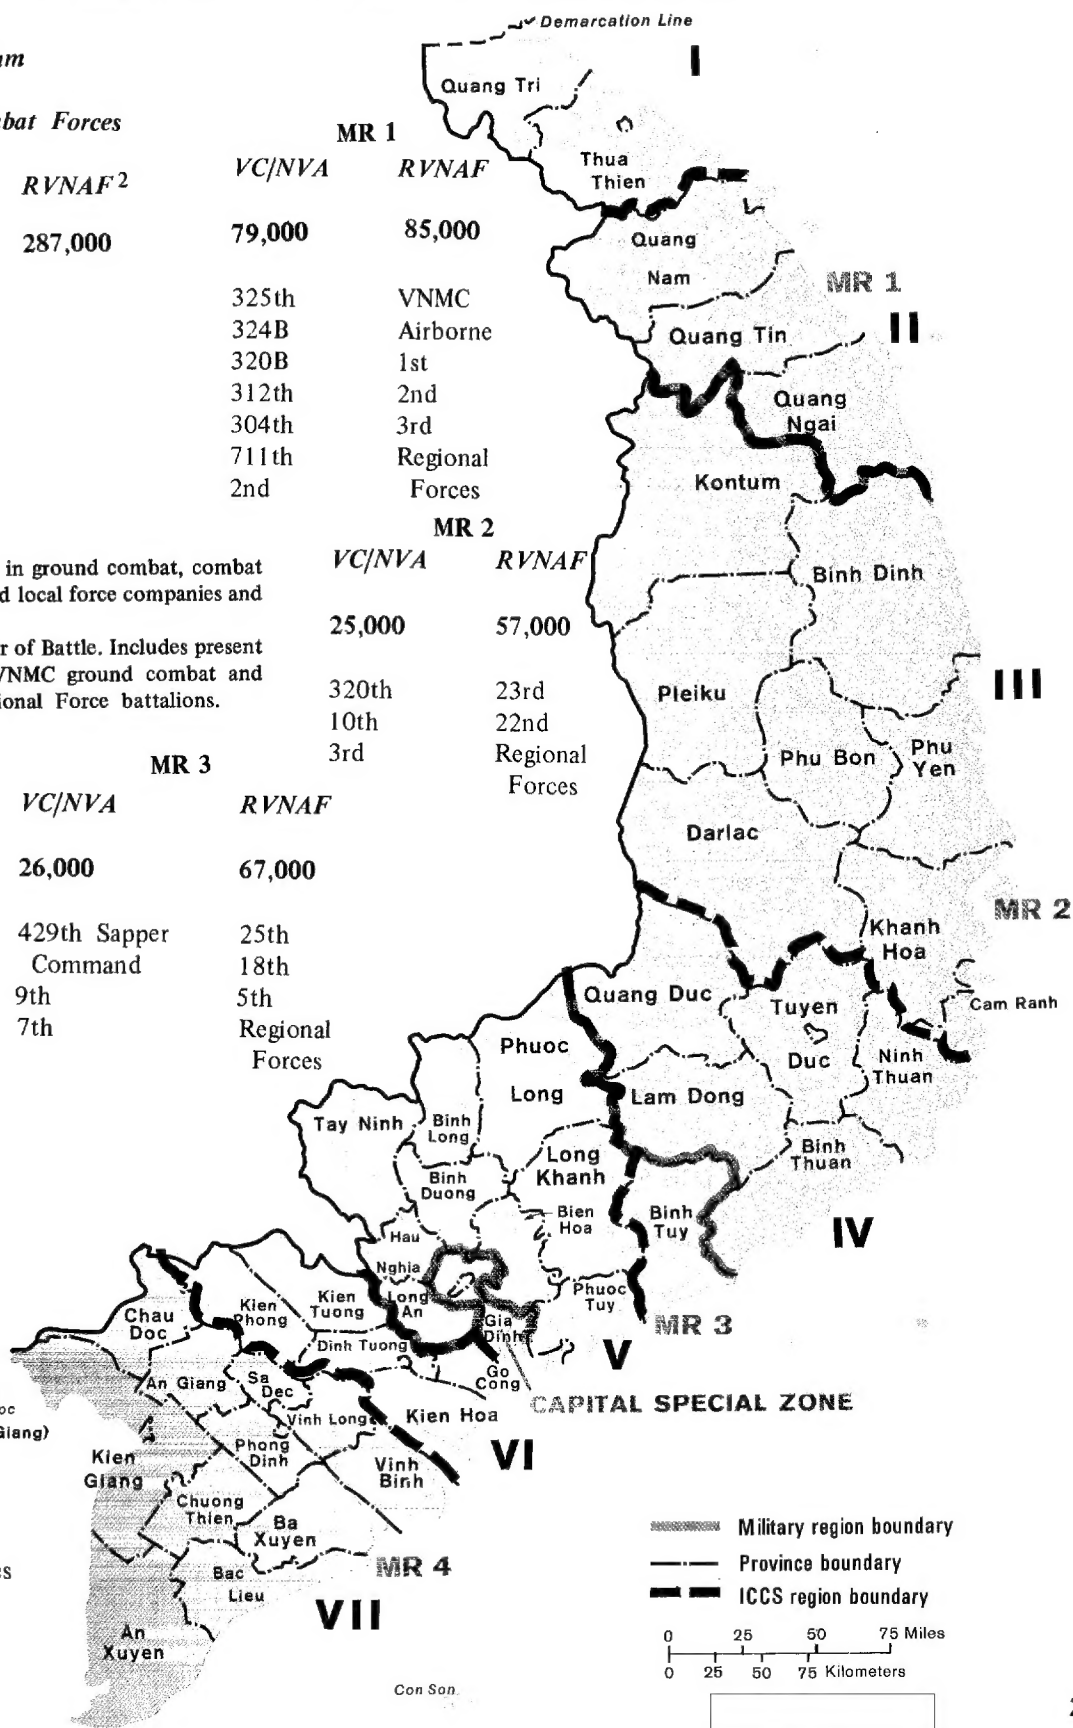 Demarcation Line
am
bat Forces
RVNAF²
287,000
MR 1
VC/NVA RVNAF
79,000 85,000
325th VNMC
324B Airborne
320B 1st
312th 2nd
304th 3rd
711th Regional
2nd Forces
MR 2
VC/NVA RVNAF
25,000 57,000
320th 23rd
10th 22nd
3rd Regional
Forces
in ground combat, combat
d local force companies and
r of Battle. Includes present
VNMC ground combat and
ional Force battalions.
MR 3
VC/NVA RVNAF
26,000 67,000
429th Sapper 25th
Command 18th
9th 5th
7th Regional
Forces
I
Quang Tri
Thua
Thien
Quang
Nam
MR 1
II
Quang Tin
Quang
Ngai
Kontum
Binh Dinh
III
Pleiku
Phu Bon
Phu
Yen
Darlac
MR 2
Khanh
Hoa
Cam Ranh
Quang Duc
Tuyen
Duc
Ninh
Thuan
Phuoc
Long
Lam Dong
Tay Ninh
Binh
Long
Long
Khanh
Binh
Thuan
Binh
Duong
Bien
Hoa
Binh
Tuy
IV
Hau
Nghia
Long
An
Phuoc
Tuy
Gia
Dinh
MR 3
V
Kien
Tuong
Kien
Phong
Chau
Doc
Dinh Tuong
Go
Cong
CAPITAL SPECIAL ZONE
An Giang
Sa
Dec
Vinh Long
Kien Hoa
oc
Giang)
VI
Phong
Dinh
Vinh
Binh
Kien
Giang
Chuong
Thien
Ba
Xuyen
MR 4
Bac
Lieu
VII
es
An
Xuyen
Con Son
Military region boundary
Province boundary
ICCS region boundary
0 25 50 75 Miles
0 25 50 75 Kilometers